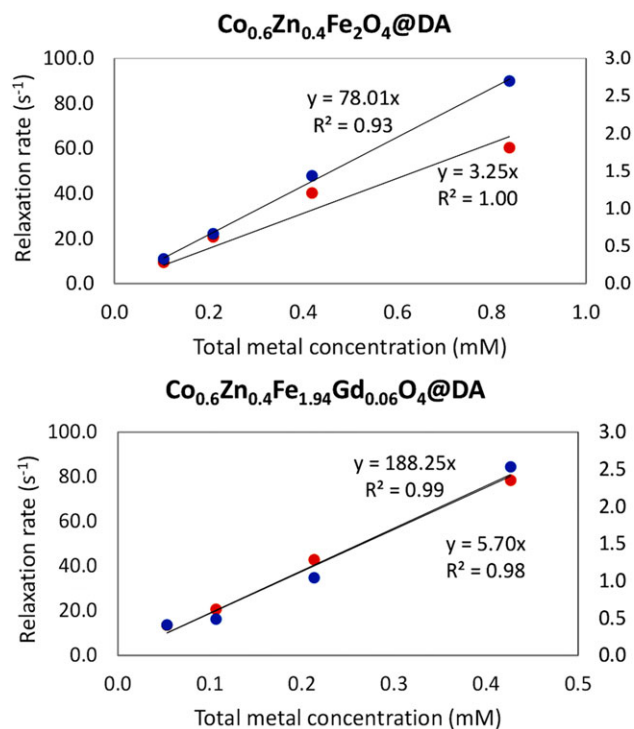 Co₀.₆Zn₀.₄Fe₂O₄@DA
Relaxation rate (s⁻¹)
100.0
80.0
60.0
40.0
20.0
0.0
3.0
2.5
2.0
1.5
1.0
0.5
0.0
y = 78.01x
R² = 0.93
y = 3.25x
R² = 1.00
0.0 0.2 0.4 0.6 0.8 1.0
Total metal concentration (mM)
Co₀.₆Zn₀.₄Fe₁.₉₄Gd₀.₀₆O₄@DA
Relaxation rate (s⁻¹)
100.0
80.0
60.0
40.0
20.0
0.0
3.0
2.5
2.0
1.5
1.0
0.5
0.0
y = 188.25x
R² = 0.99
y = 5.70x
R² = 0.98
0.0 0.1 0.2 0.3 0.4 0.5
Total metal concentration (mM)